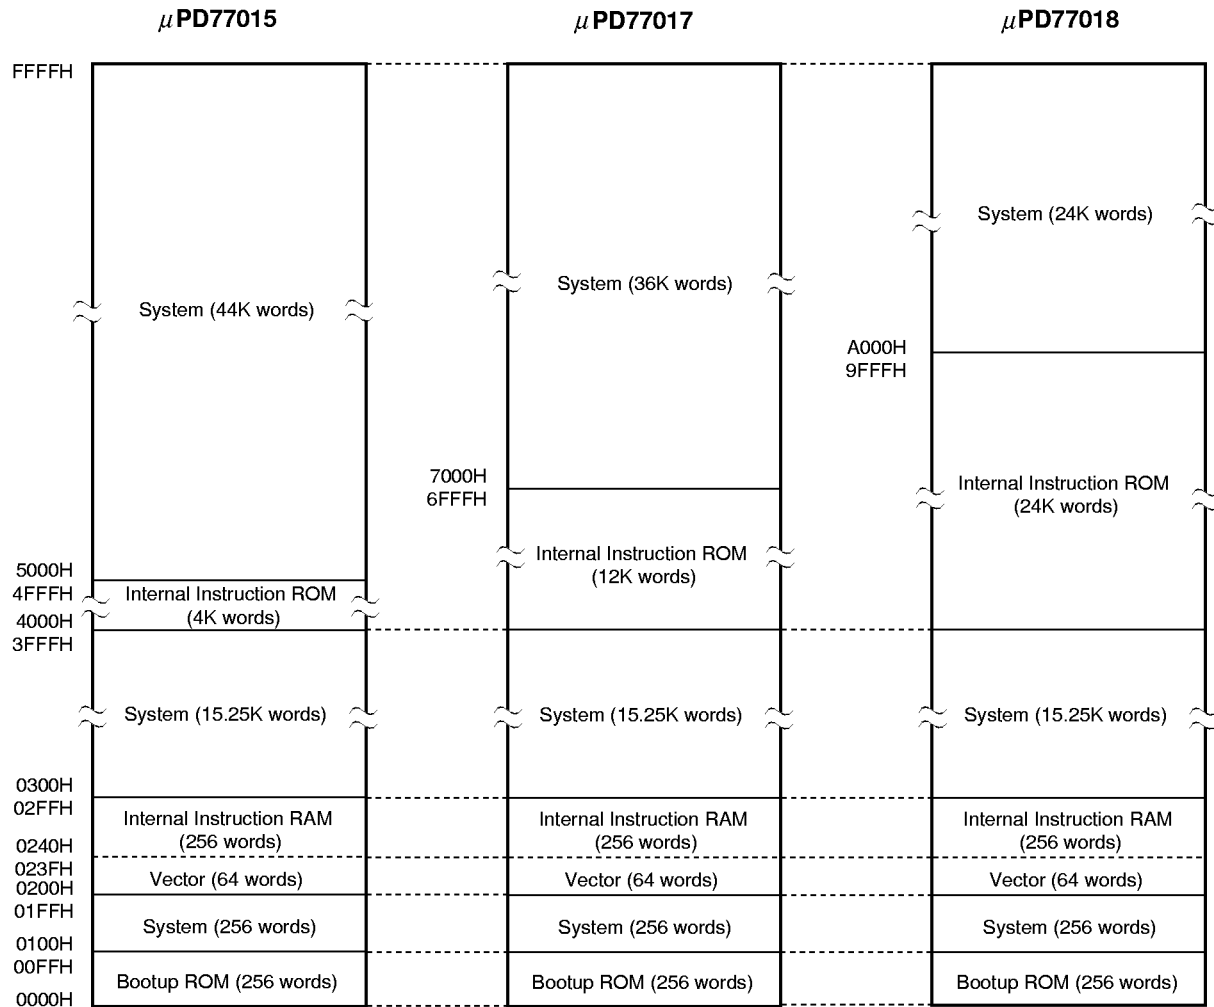 μPD77015
μPD77017
μPD77018
FFFFH
System (24K words)
System (36K words)
System (44K words)
A000H
9FFFH
7000H
6FFFH
Internal Instruction ROM
(24K words)
Internal Instruction ROM
(12K words)
5000H
4FFFH
4000H
3FFFH
Internal Instruction ROM
(4K words)
System (15.25K words)
System (15.25K words)
System (15.25K words)
0300H
02FFH
Internal Instruction RAM
(256 words)
Internal Instruction RAM
(256 words)
Internal Instruction RAM
(256 words)
0240H
023FH
Vector (64 words)
Vector (64 words)
Vector (64 words)
0200H
01FFH
System (256 words)
System (256 words)
System (256 words)
0100H
00FFH
Bootup ROM (256 words)
Bootup ROM (256 words)
Bootup ROM (256 words)
0000H